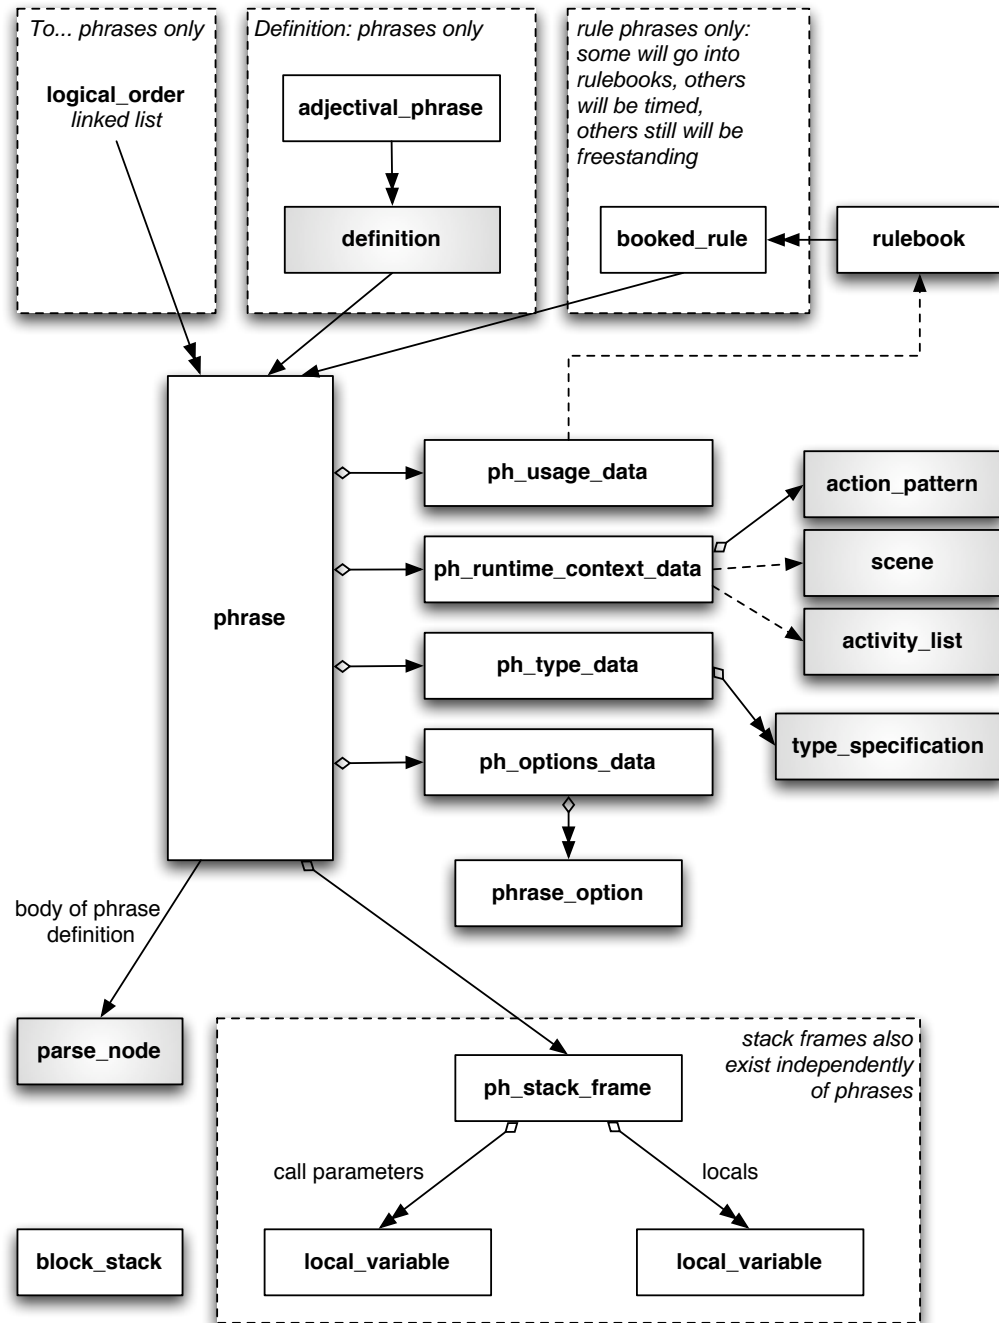 To... phrases only
logical_order
linked list
Definition: phrases only
adjectival_phrase
definition
rule phrases only:
some will go into
rulebooks, others
will be timed,
others still will be
freestanding
booked_rule
rulebook
phrase
ph_usage_data
ph_runtime_context_data
ph_type_data
ph_options_data
phrase_option
action_pattern
scene
activity_list
type_specification
body of phrase
definition
parse_node
block_stack
stack frames also
exist independently
of phrases
ph_stack_frame
call parameters
locals
local_variable
local_variable